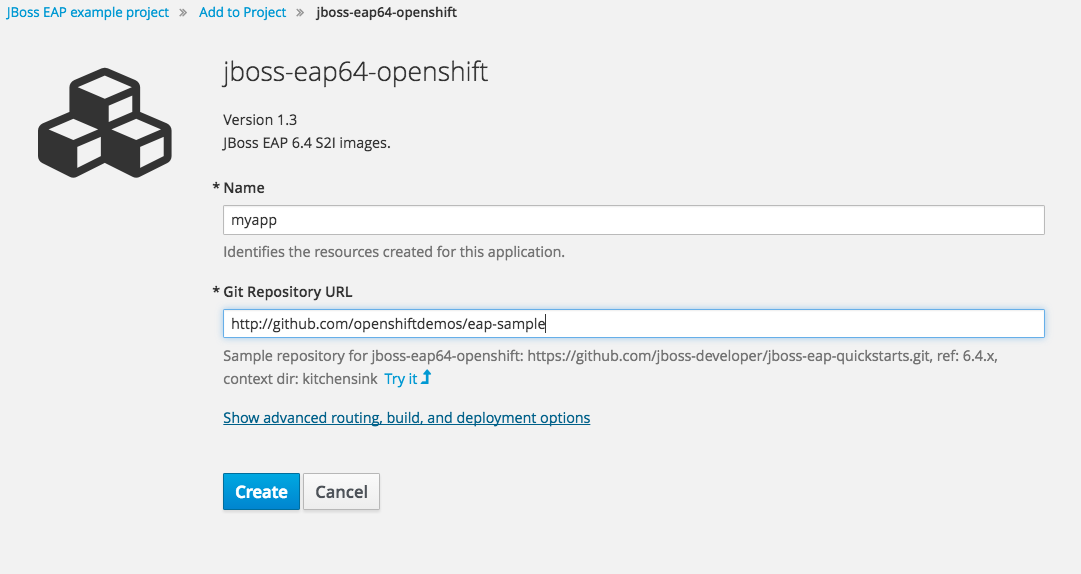 JBoss EAP example project » Add to Project » jboss-eap64-openshift
jboss-eap64-openshift
Version 1.3
JBoss EAP 6.4 S2I images.
* Name
myapp
Identifies the resources created for this application.
* Git Repository URL
http://github.com/openshiftdemos/eap-sample
Sample repository for jboss-eap64-openshift: https://github.com/jboss-developer/jboss-eap-quickstarts.git, ref: 6.4.x,
context dir: kitchensink Try it
Show advanced routing, build, and deployment options
Create Cancel